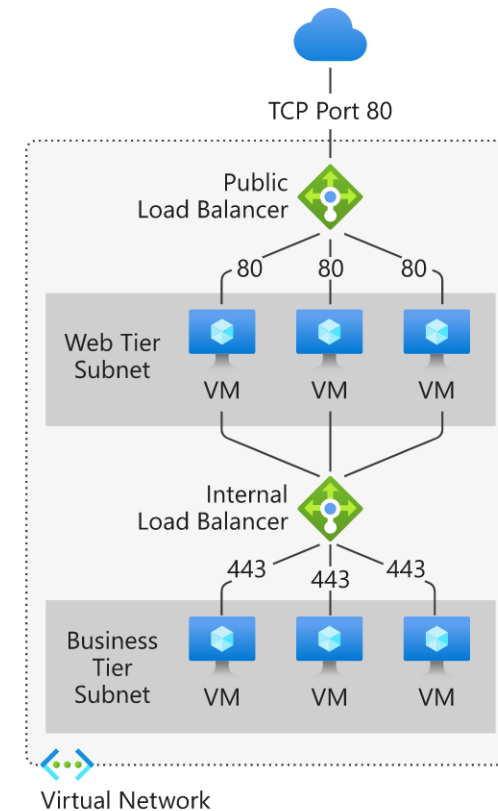 TCP Port 80
Public
Load Balancer
80 80 80
Web Tier
Subnet
VM VM VM
Internal
Load Balancer
443 443 443
Business
Tier
Subnet
VM VM VM
Virtual Network